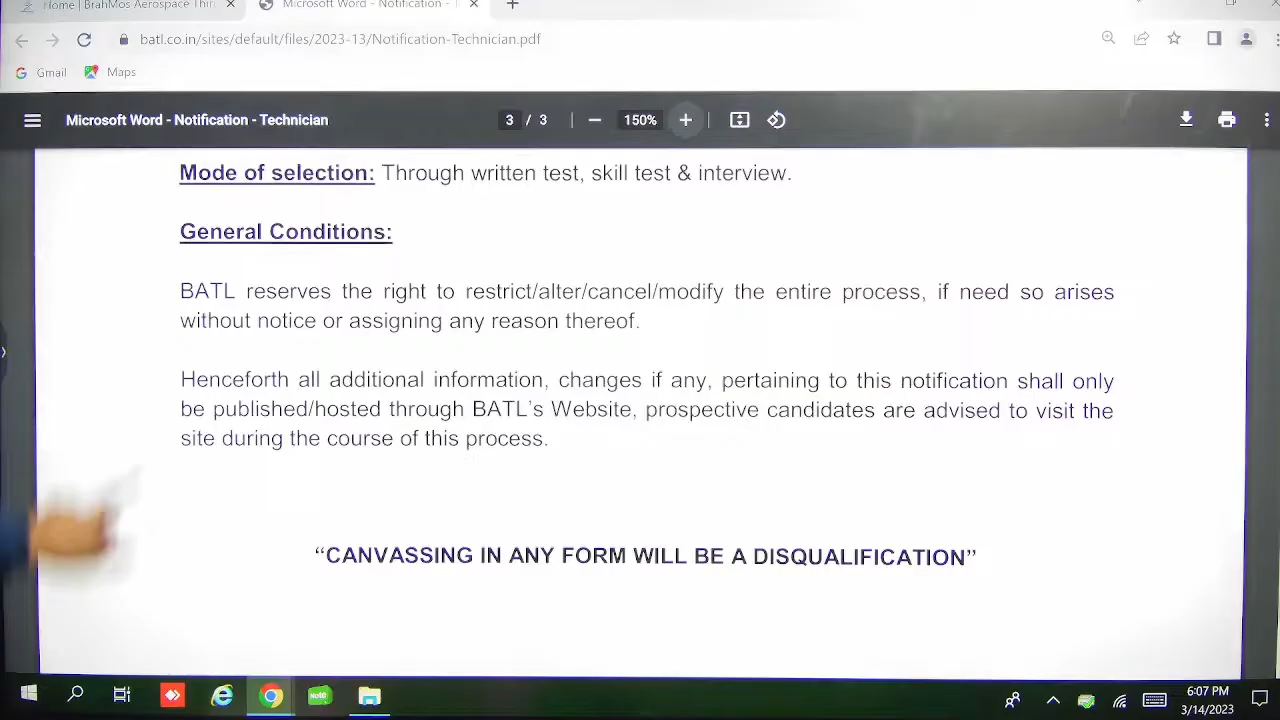 Home | BrahMos Aerospace Thiru
Microsoft Word - Notification -
batl.co.in/sites/default/files/2023-13/Notification-Technician.pdf
Gmail Maps
Microsoft Word - Notification - Technician 3 / 3 150%
Mode of selection: Through written test, skill test & interview.
General Conditions:
BATL reserves the right to restrict/alter/cancel/modify the entire process, if need so arises
without notice or assigning any reason thereof.
Henceforth all additional information, changes if any, pertaining to this notification shall only
be published/hosted through BATL's Website, prospective candidates are advised to visit the
site during the course of this process.
“CANVASSING IN ANY FORM WILL BE A DISQUALIFICATION”
note
6:07 PM
3/14/2023